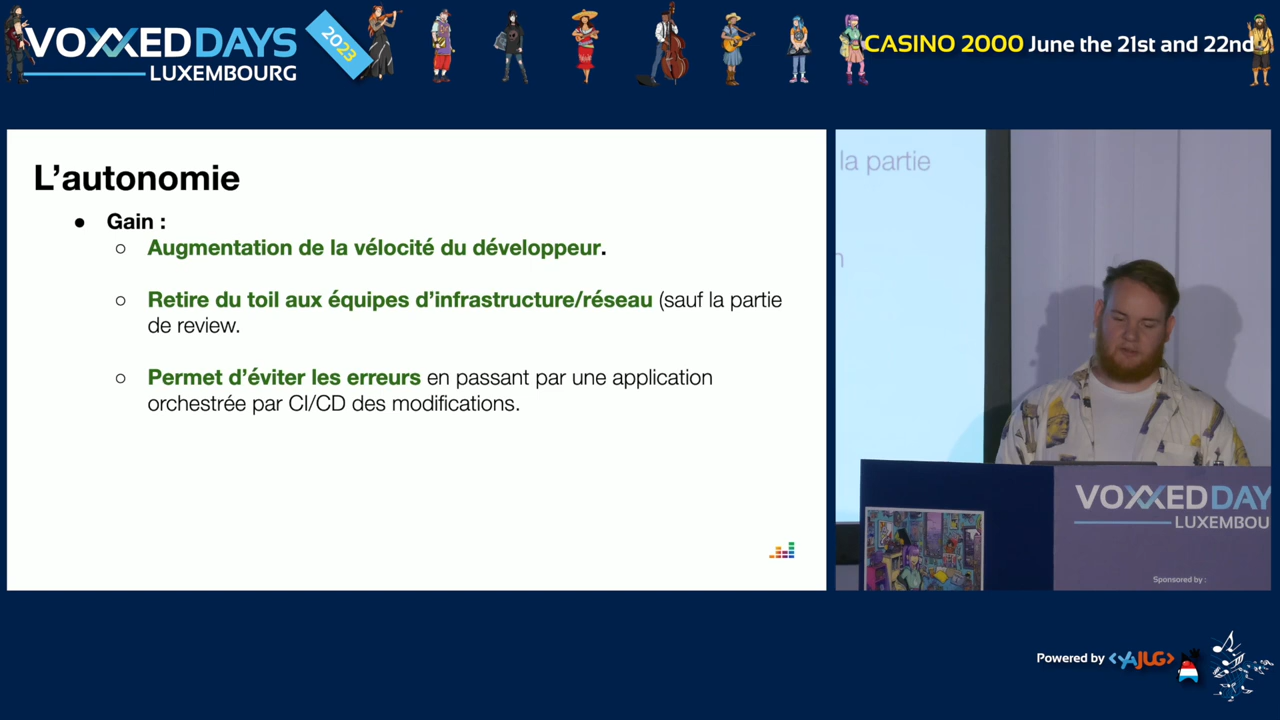 VOXXED DAYS
LUXEMBOURG
2023
CASINO 2000 June the 21st and 22nd
L'autonomie
● Gain :
○ Augmentation de la vélocité du développeur.
○ Retire du toil aux équipes d'infrastructure/réseau (sauf la partie
de review.
○ Permet d'éviter les erreurs en passant par une application
orchestrée par CI/CD des modifications.
la partie
n
VOXXED DAY
LUXEMBOU
Sponsored by :
Powered by <YAJUG>